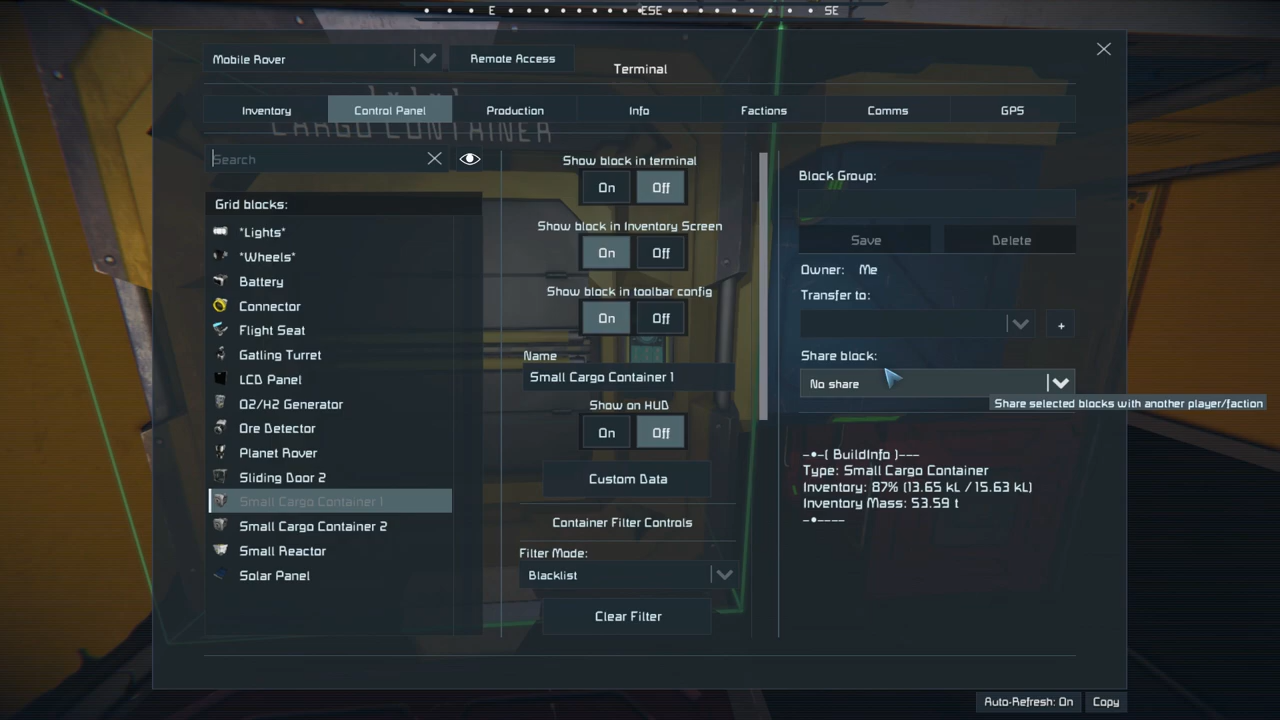 E
ESE
SE
Mobile Rover
Remote Access
Terminal
Inventory
Control Panel
Production
Info
Factions
Comms
GPS
CARGO CONTAINER
Search
Grid blocks:
*Lights*
*Wheels*
Battery
Connector
Flight Seat
Gatling Turret
LCD Panel
O2/H2 Generator
Ore Detector
Planet Rover
Sliding Door 2
Small Cargo Container 1
Small Cargo Container 2
Small Reactor
Solar Panel
Show block in terminal
On Off
Show block in Inventory Screen
On Off
Show block in toolbar config
On Off
Name
Small Cargo Container 1
Show on HUD
On Off
Custom Data
Container Filter Controls
Filter Mode:
Blacklist
Clear Filter
Block Group:
Save
Delete
Owner: Me
Transfer to:
+
Share block:
No share
Share selected blocks with another player/faction
-•-( BuildInfo )---
Type: Small Cargo Container
Inventory: 87% (13.65 kL / 15.63 kL)
Inventory Mass: 53.59 t
-•----
Auto-Refresh: On
Copy